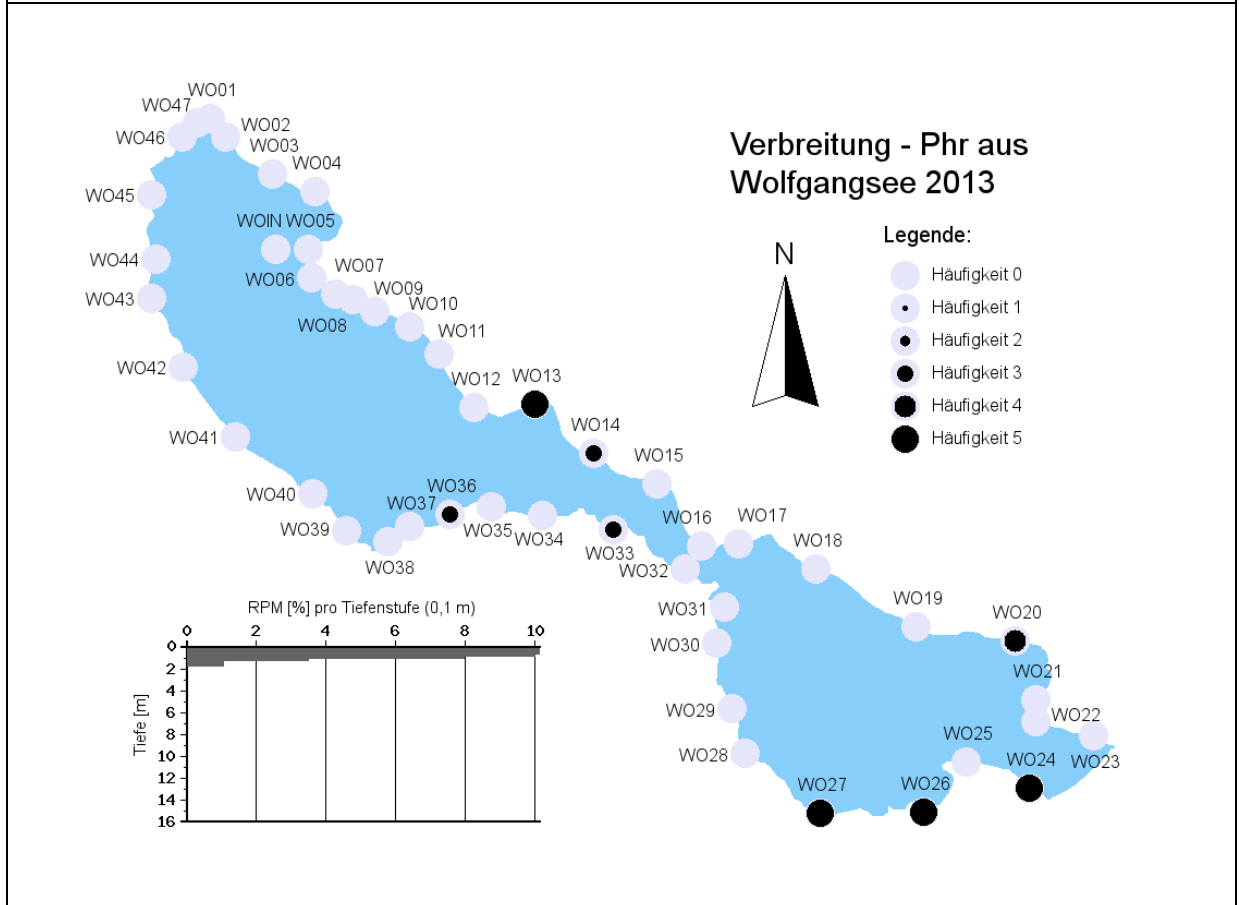 WO01
WO47
WO02
WO46
WO03
WO04
WO45
WOIN WO05
WO44
WO06
WO07
WO43
WO09
WO08
WO10
WO11
WO42
WO12
WO13
WO14
WO41
WO15
WO40
WO36
WO37
WO39
WO35
WO34
WO38
WO33
WO16
WO17
WO32
WO18
WO31
WO19
WO20
WO30
WO21
WO29
WO22
WO28
WO25
WO23
WO24
WO27
WO26
Verbreitung - Phr aus
Wolfgangsee 2013
Legende:
Häufigkeit 0
Häufigkeit 1
Häufigkeit 2
Häufigkeit 3
Häufigkeit 4
Häufigkeit 5
N
RPM [%] pro Tiefenstufe (0,1 m)
0 2 4 6 8 10
Tiefe [m]
0
2
4
6
8
10
12
14
16